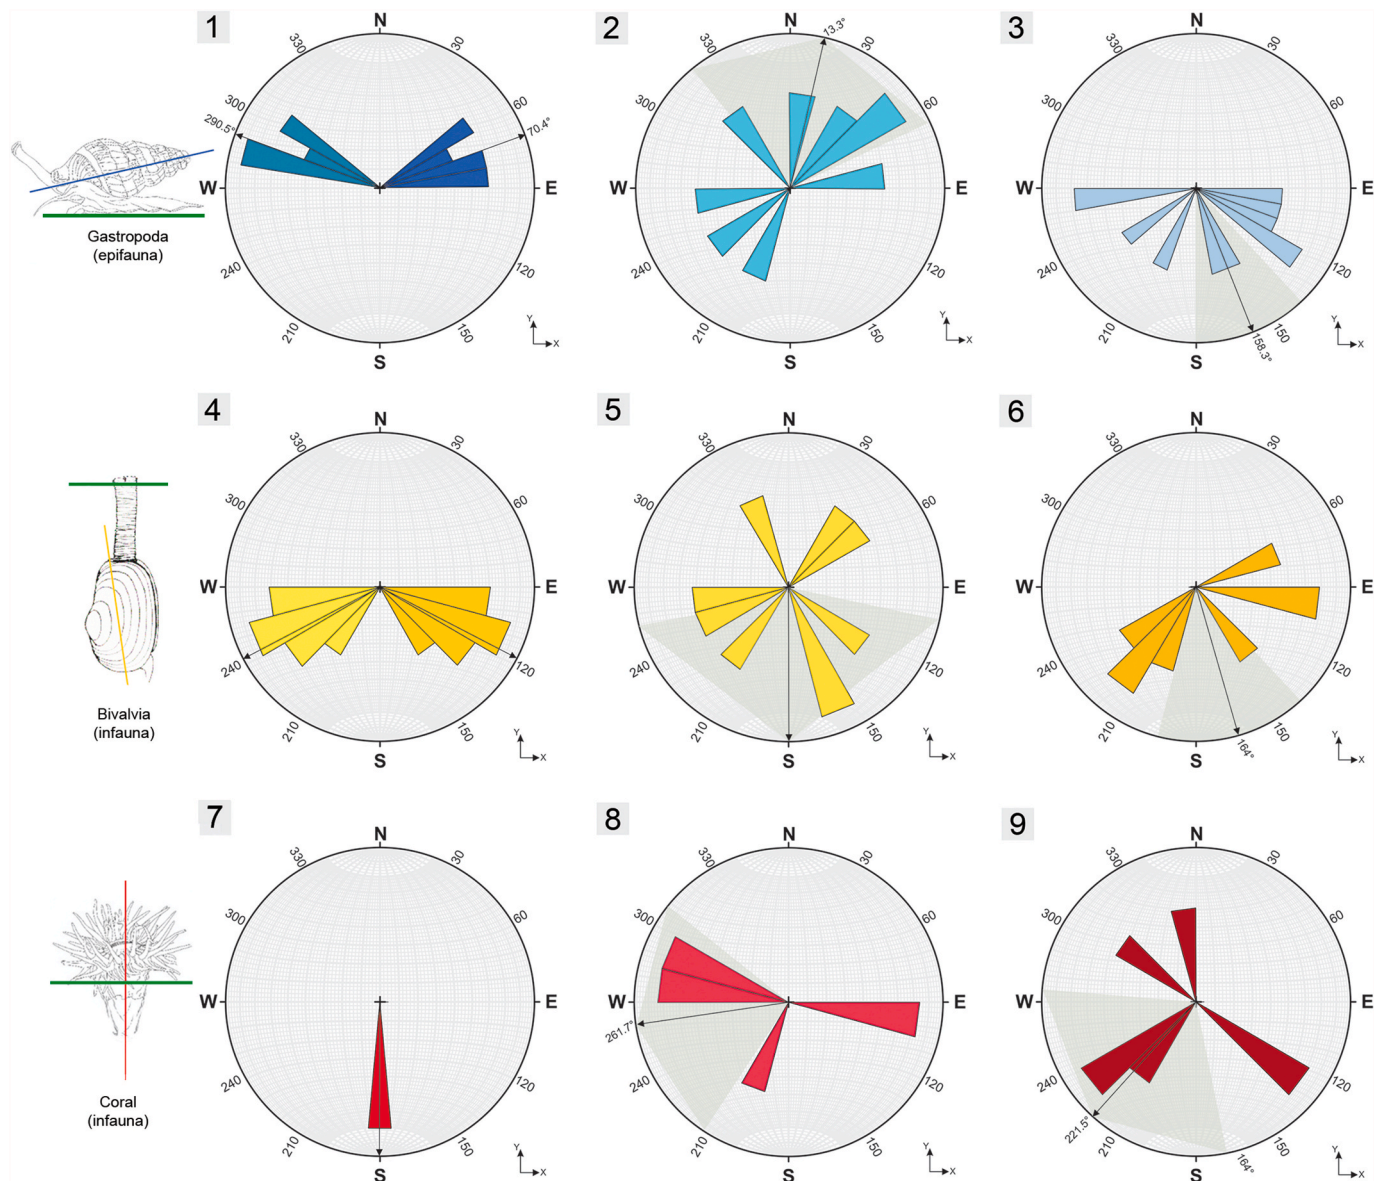 1
N
330
30
300
60
290.5°
70.4°
W
E
240
120
210
150
S
Y
X
2
N
13.3°
330
30
300
60
W
E
240
120
210
150
S
Y
X
3
N
330
30
300
60
W
E
240
120
210
150
158.3°
S
Y
X
Gastropoda
(epifauna)
4
N
330
30
300
60
W
E
240
120
210
150
S
Y
X
5
N
330
30
300
60
W
E
240
120
210
150
S
Y
X
6
N
330
30
300
60
W
E
240
120
210
150
164°
S
Y
X
Bivalvia
(infauna)
7
N
330
30
300
60
W
E
240
120
210
150
S
Y
X
8
N
330
30
300
60
W
E
261.7°
240
120
210
150
S
Y
X
9
N
330
30
300
60
W
E
240
120
221.5°
210
150
164°
S
Y
X
Coral
(infauna)